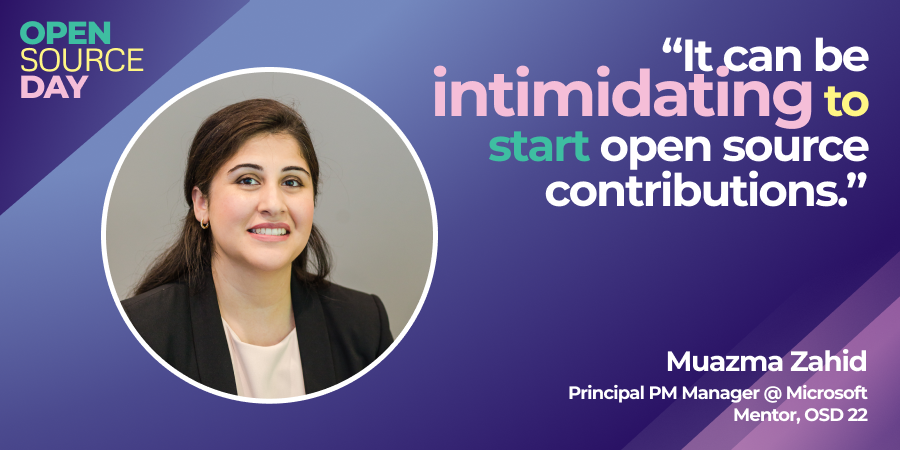 OPEN
SOURCE
DAY
“It can be
intimidating to
start open source
contributions.”
Muazma Zahid
Principal PM Manager @ Microsoft
Mentor, OSD 22